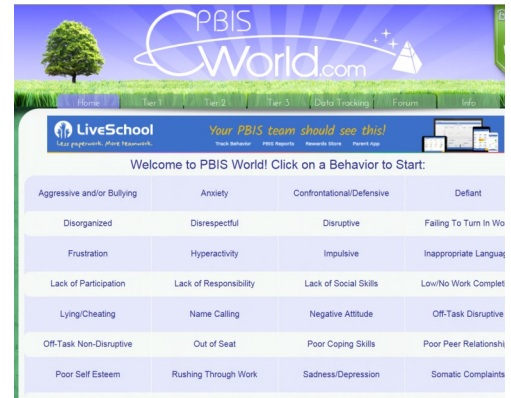 PBIS
World.com
Home Tier 1 Tier 2 Tier 3 Data Tracking Forum Info
LiveSchool Your PBIS team should see this!
Less paperwork. More teamwork. Track Behavior PBIS Reports Rewards Store Parent App
Welcome to PBIS World! Click on a Behavior to Start:
Aggressive and/or Bullying Anxiety Confrontational/Defensive Defiant
Disorganized Disrespectful Disruptive Failing To Turn In Wo
Frustration Hyperactivity Impulsive Inappropriate Languag
Lack of Participation Lack of Responsibility Lack of Social Skills Low/No Work Completi
Lying/Cheating Name Calling Negative Attitude Off-Task Disruptive
Off-Task Non-Disruptive Out of Seat Poor Coping Skills Poor Peer Relationshi
Poor Self Esteem Rushing Through Work Sadness/Depression Somatic Complaints